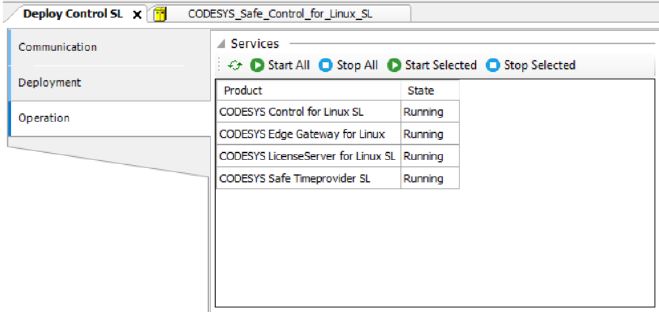 Deploy Control SL x CODESYS_Safe_Control_for_Linux_SL
Communication
Deployment
Operation
Services
Start All Stop All Start Selected Stop Selected
Product State
CODESYS Control for Linux SL Running
CODESYS Edge Gateway for Linux Running
CODESYS LicenseServer for Linux SL Running
CODESYS Safe Timeprovider SL Running